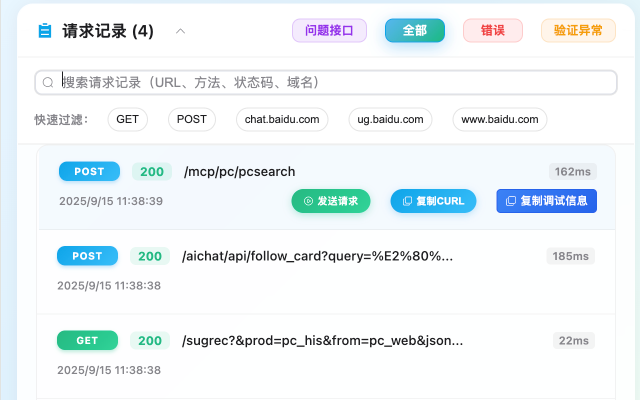 请求记录 (4) 问题接口 全部 错误 验证异常
搜索请求记录（URL、方法、状态码、域名）
快速过滤： GET POST chat.baidu.com ug.baidu.com www.baidu.com
POST 200 /mcp/pc/pcsearch 162ms
2025/9/15 11:38:39 发送请求 复制CURL 复制调试信息
POST 200 /aichat/api/follow_card?query=%E2%80%... 185ms
2025/9/15 11:38:38
GET 200 /sugrec?&prod=pc_his&from=pc_web&json... 22ms
2025/9/15 11:38:38